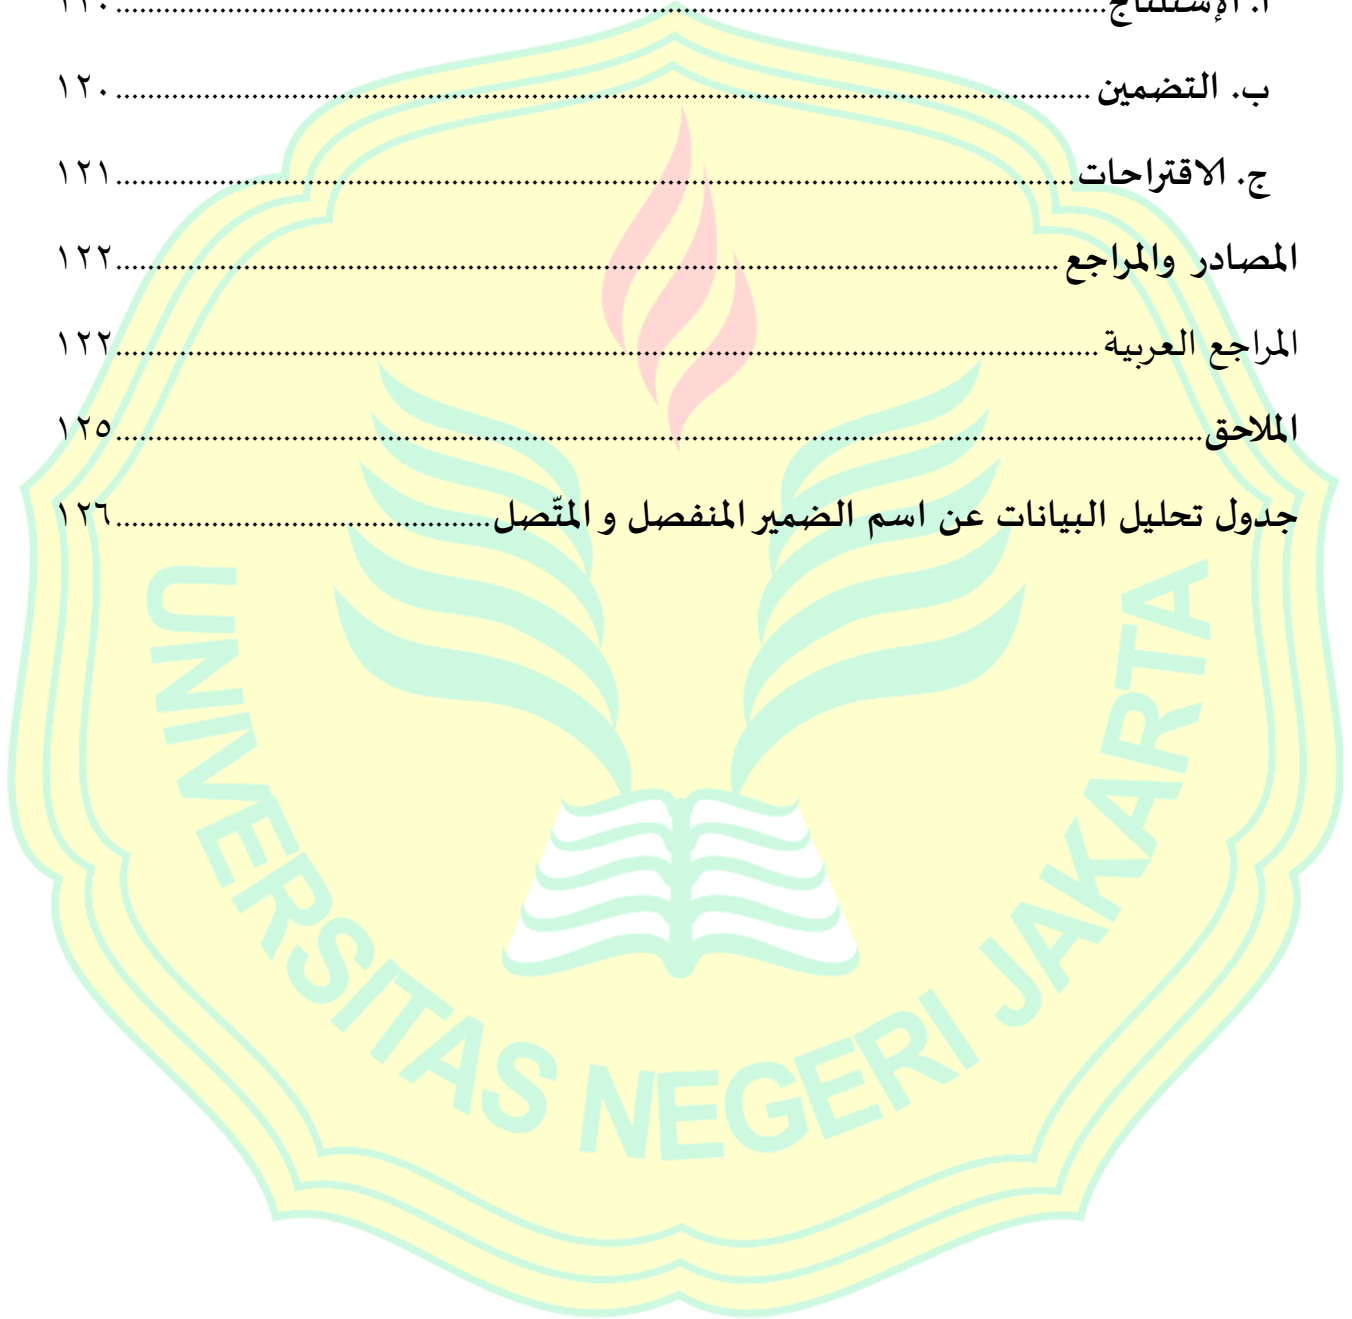 أ. الإستنتاج
ب. التضمين ١٢٠
ج. الاقتراحات ١٢١
المصادر والمراجع ١٢٢
المراجع العربية ١٢٢
الملاحق ١٢٥
جدول تحليل البيانات عن اسم الضمير المنفصل و المتّصل ١٢٦
UNIVERSITAS NEGERI JAKARTA